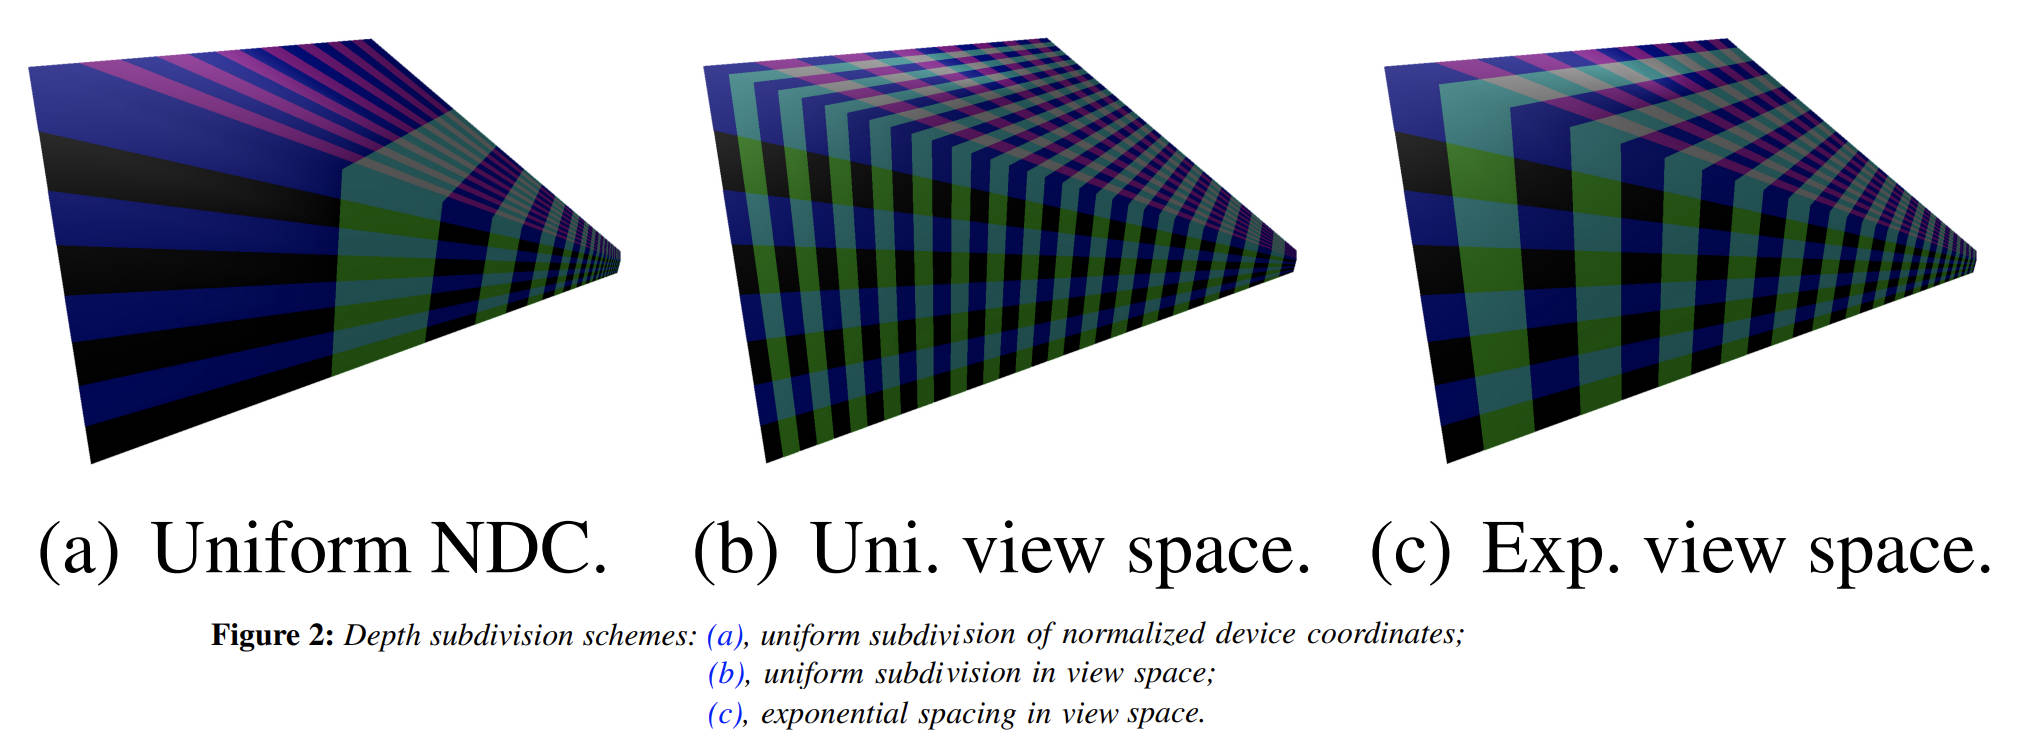 (a) Uniform NDC. (b) Uni. view space. (c) Exp. view space.
Figure 2: Depth subdivision schemes: (a), uniform subdivision of normalized device coordinates;
(b), uniform subdivision in view space;
(c), exponential spacing in view space.